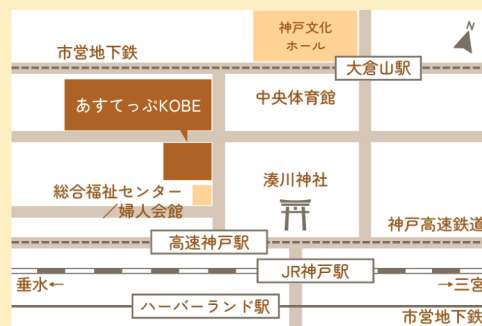 神戸文化
ホール
N
市営地下鉄
大倉山駅
あすてっぷKOBE
中央体育館
総合福祉センター
／婦人会館
湊川神社
神戸高速鉄道
高速神戸駅
JR神戸駅
垂水←
→三宮
ハーバーランド駅
市営地下鉄